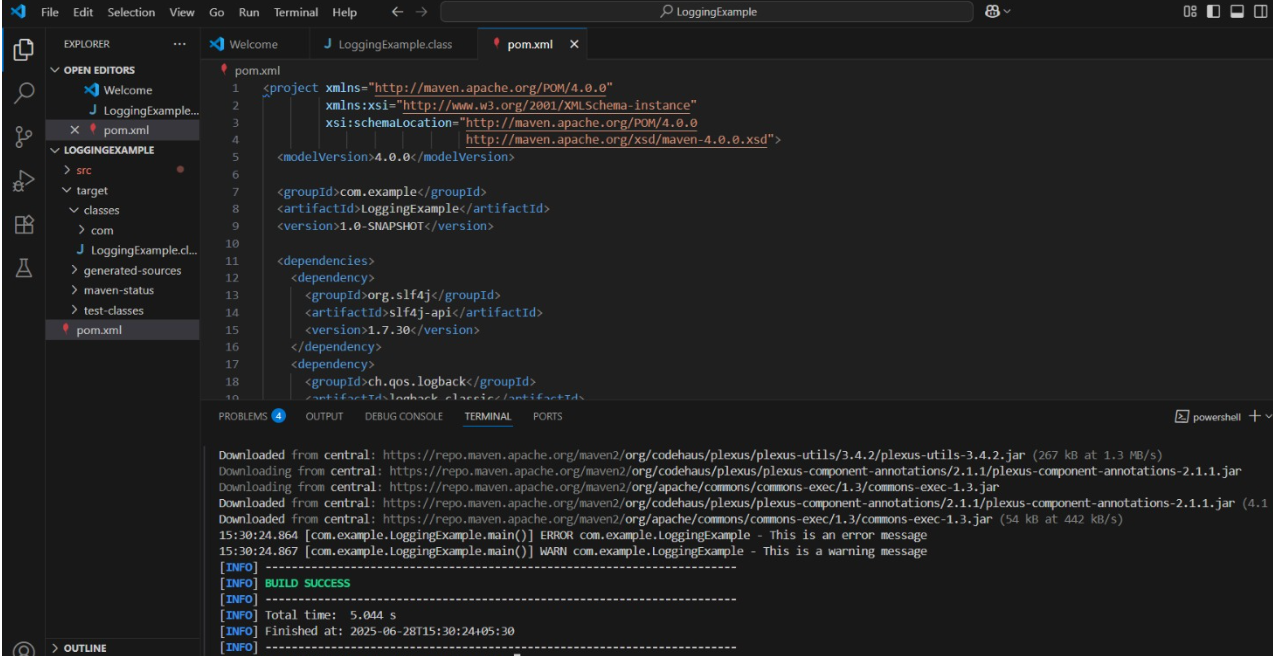 File Edit Selection View Go Run Terminal Help
LoggingExample
EXPLORER
OPEN EDITORS
Welcome
LoggingExample...
pom.xml
LOGGINGEXAMPLE
src
target
classes
com
LoggingExample.cl...
generated-sources
maven-status
test-classes
pom.xml
OUTLINE
Welcome
LoggingExample.class
pom.xml
pom.xml
1 <project xmlns="http://maven.apache.org/POM/4.0.0"
2 xmlns:xsi="http://www.w3.org/2001/XMLSchema-instance"
3 xsi:schemaLocation="http://maven.apache.org/POM/4.0.0
4 http://maven.apache.org/xsd/maven-4.0.0.xsd">
5 <modelVersion>4.0.0</modelVersion>
6
7 <groupId>com.example</groupId>
8 <artifactId>LoggingExample</artifactId>
9 <version>1.0-SNAPSHOT</version>
10
11 <dependencies>
12 <dependency>
13 <groupId>org.slf4j</groupId>
14 <artifactId>slf4j-api</artifactId>
15 <version>1.7.30</version>
16 </dependency>
17 <dependency>
18 <groupId>ch.qos.logback</groupId>
19 <artifactId>logback-classic</artifactId>
PROBLEMS 4 OUTPUT DEBUG CONSOLE TERMINAL PORTS
powershell
Downloaded from central: https://repo.maven.apache.org/maven2/org/codehaus/plexus/plexus-utils/3.4.2/plexus-utils-3.4.2.jar (267 kB at 1.3 MB/s)
Downloading from central: https://repo.maven.apache.org/maven2/org/codehaus/plexus/plexus-component-annotations/2.1.1/plexus-component-annotations-2.1.1.jar
Downloading from central: https://repo.maven.apache.org/maven2/org/apache/commons/commons-exec/1.3/commons-exec-1.3.jar
Downloaded from central: https://repo.maven.apache.org/maven2/org/codehaus/plexus/plexus-component-annotations/2.1.1/plexus-component-annotations-2.1.1.jar (4.1
Downloaded from central: https://repo.maven.apache.org/maven2/org/apache/commons/commons-exec/1.3/commons-exec-1.3.jar (54 kB at 442 kB/s)
15:30:24.864 [com.example.LoggingExample.main()] ERROR com.example.LoggingExample - This is an error message
15:30:24.867 [com.example.LoggingExample.main()] WARN com.example.LoggingExample - This is a warning message
[INFO] ------------------------------------------------------------------------
[INFO] BUILD SUCCESS
[INFO] ------------------------------------------------------------------------
[INFO] Total time:  5.044 s
[INFO] Finished at: 2025-06-28T15:30:24+05:30
[INFO] ------------------------------------------------------------------------